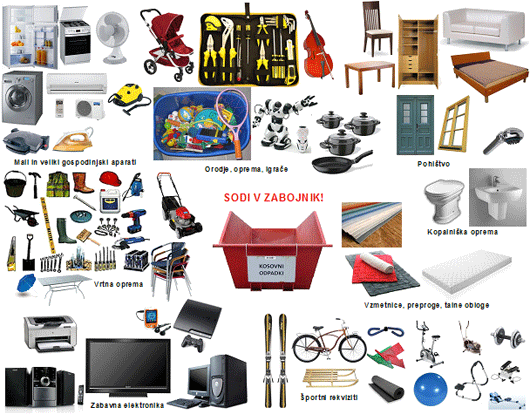 Mali in veliki gospodinjski aparati
Orodje, oprema, igrače
Pohištvo
SODI V ZABOJNIK!
KOSOVNI
ODPADKI
Kopalniška oprema
Vrtna oprema
Vzmetnice, preproge, talne obloge
Zabavna elektronika
Športni rekviziti